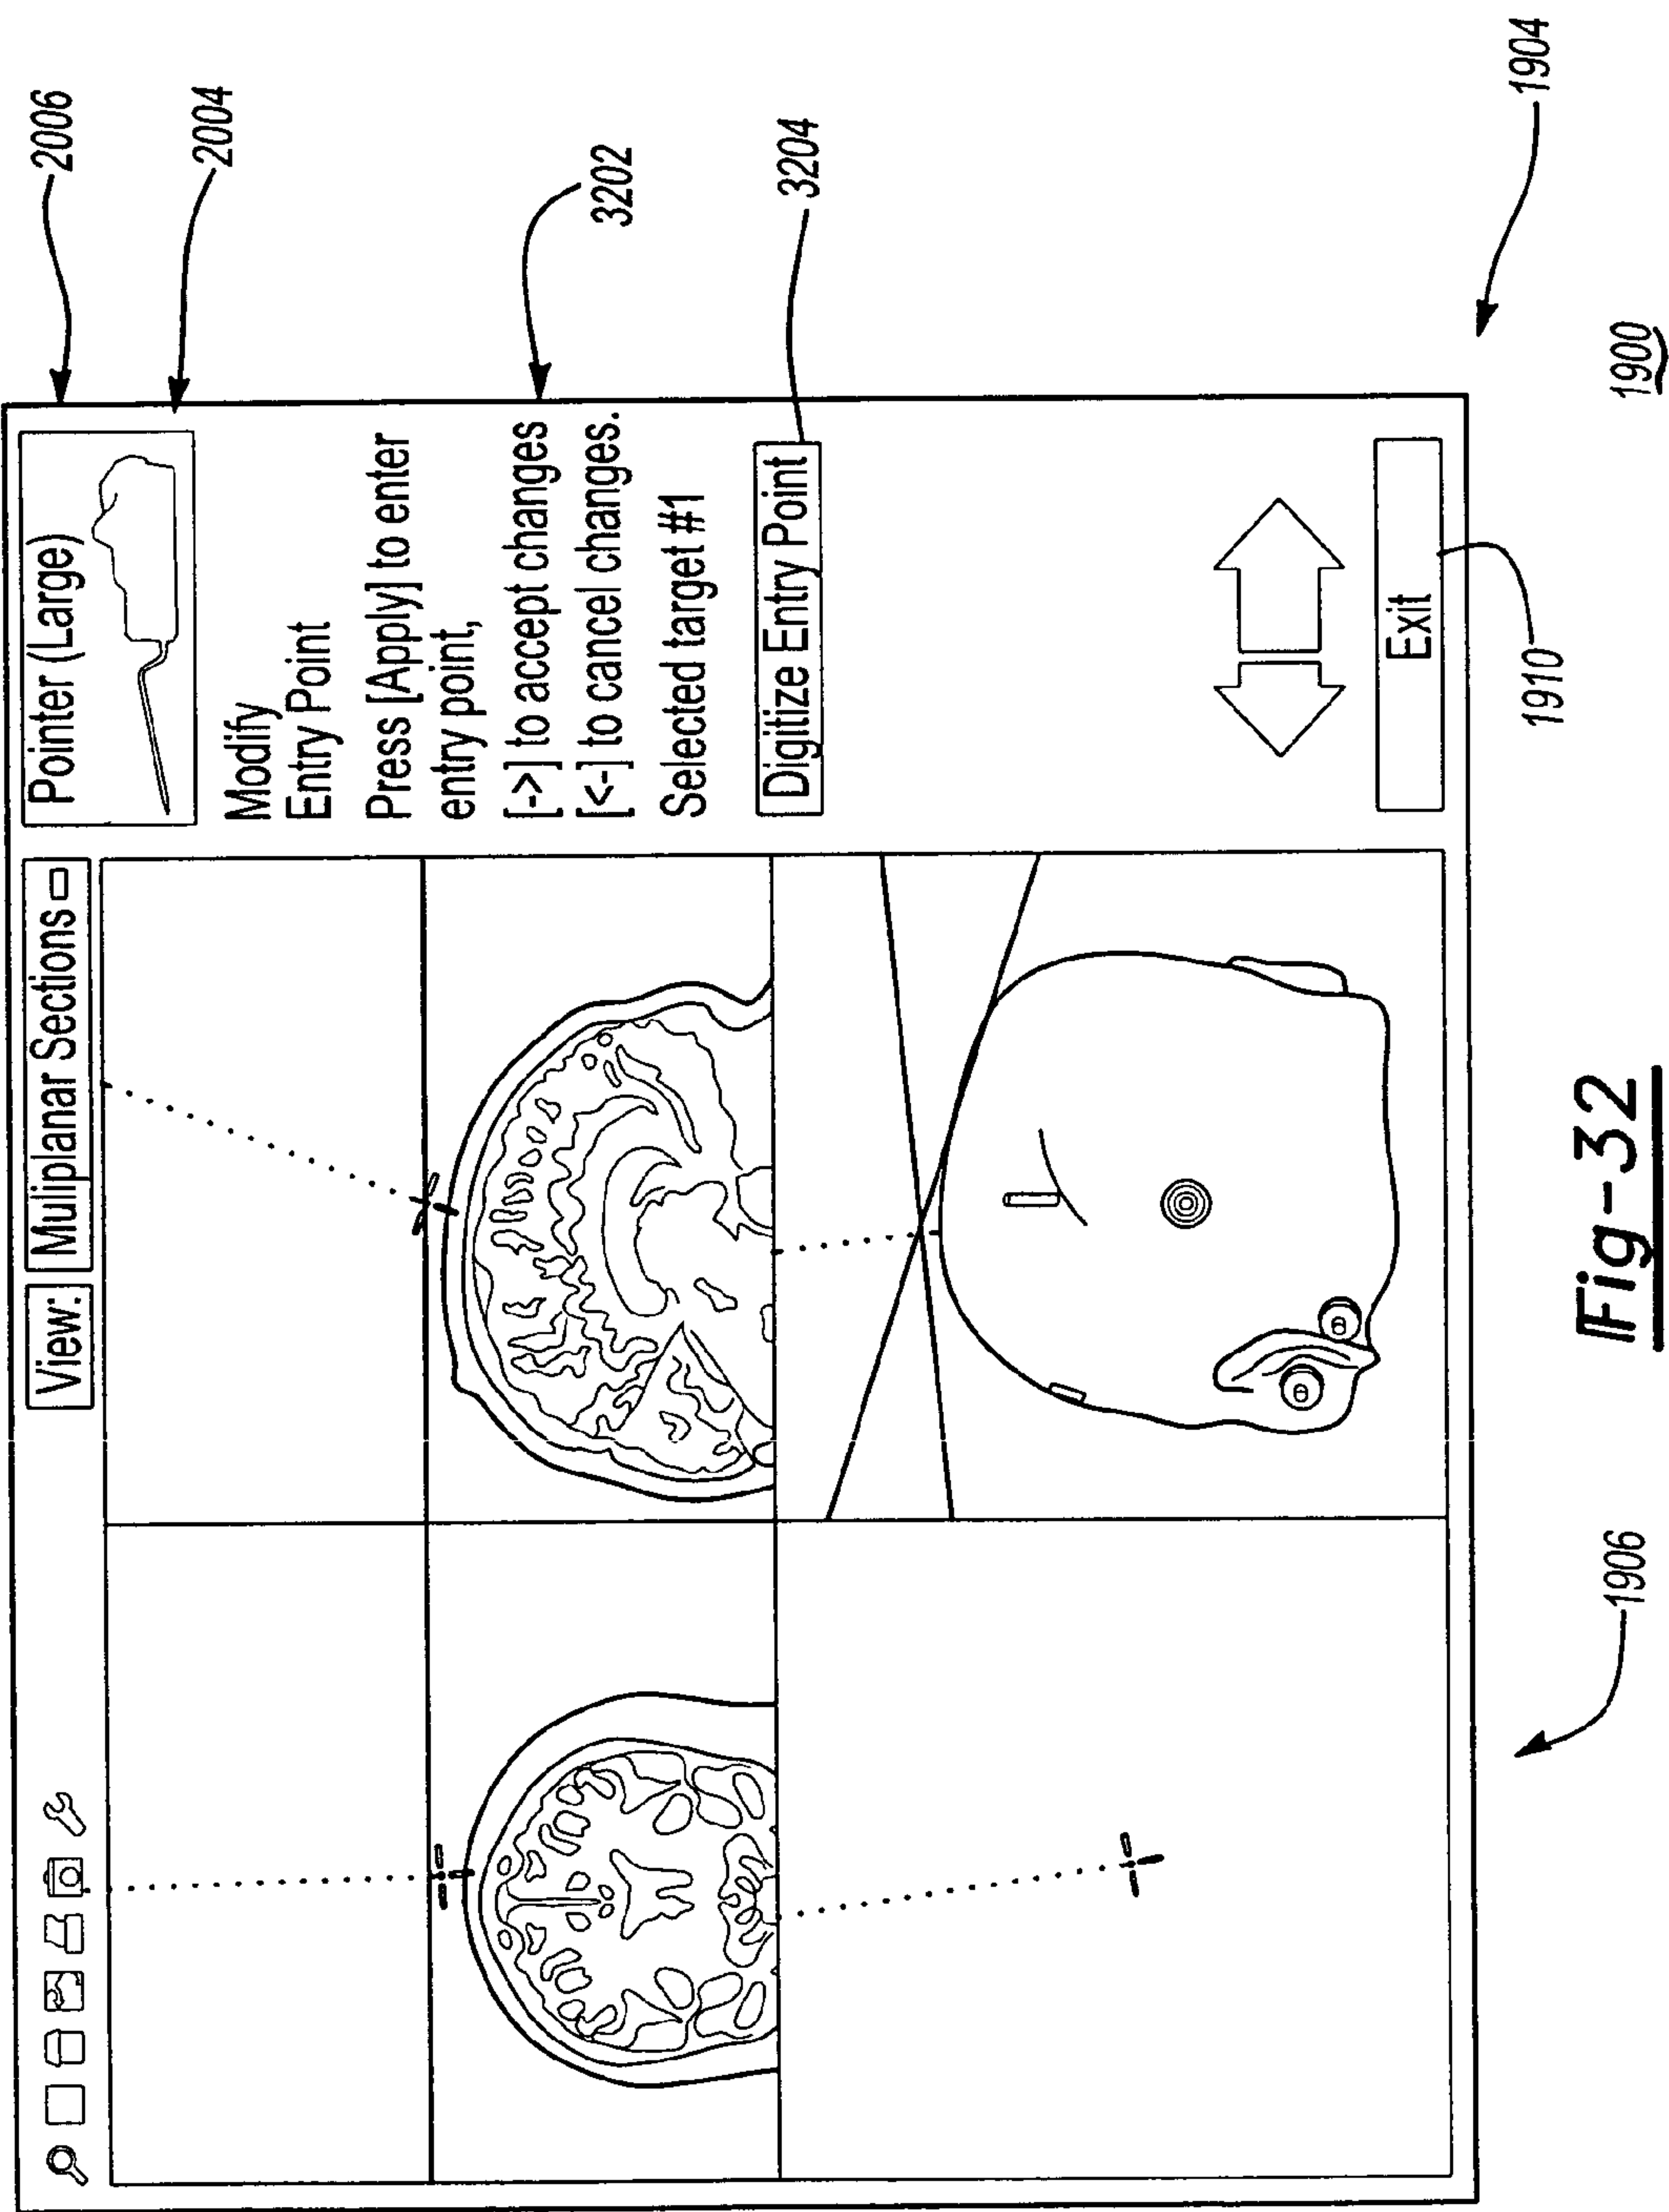 View:
Muliplanar Sections
Pointer (Large)
Modify
Entry Point
Press [Apply] to enter
entry point,
[->] to accept changes
[<-] to cancel changes.
Selected target #1
Digitize Entry Point
Exit
2006
2004
3202
3204
1910
1904
1906
1900
Fig-32